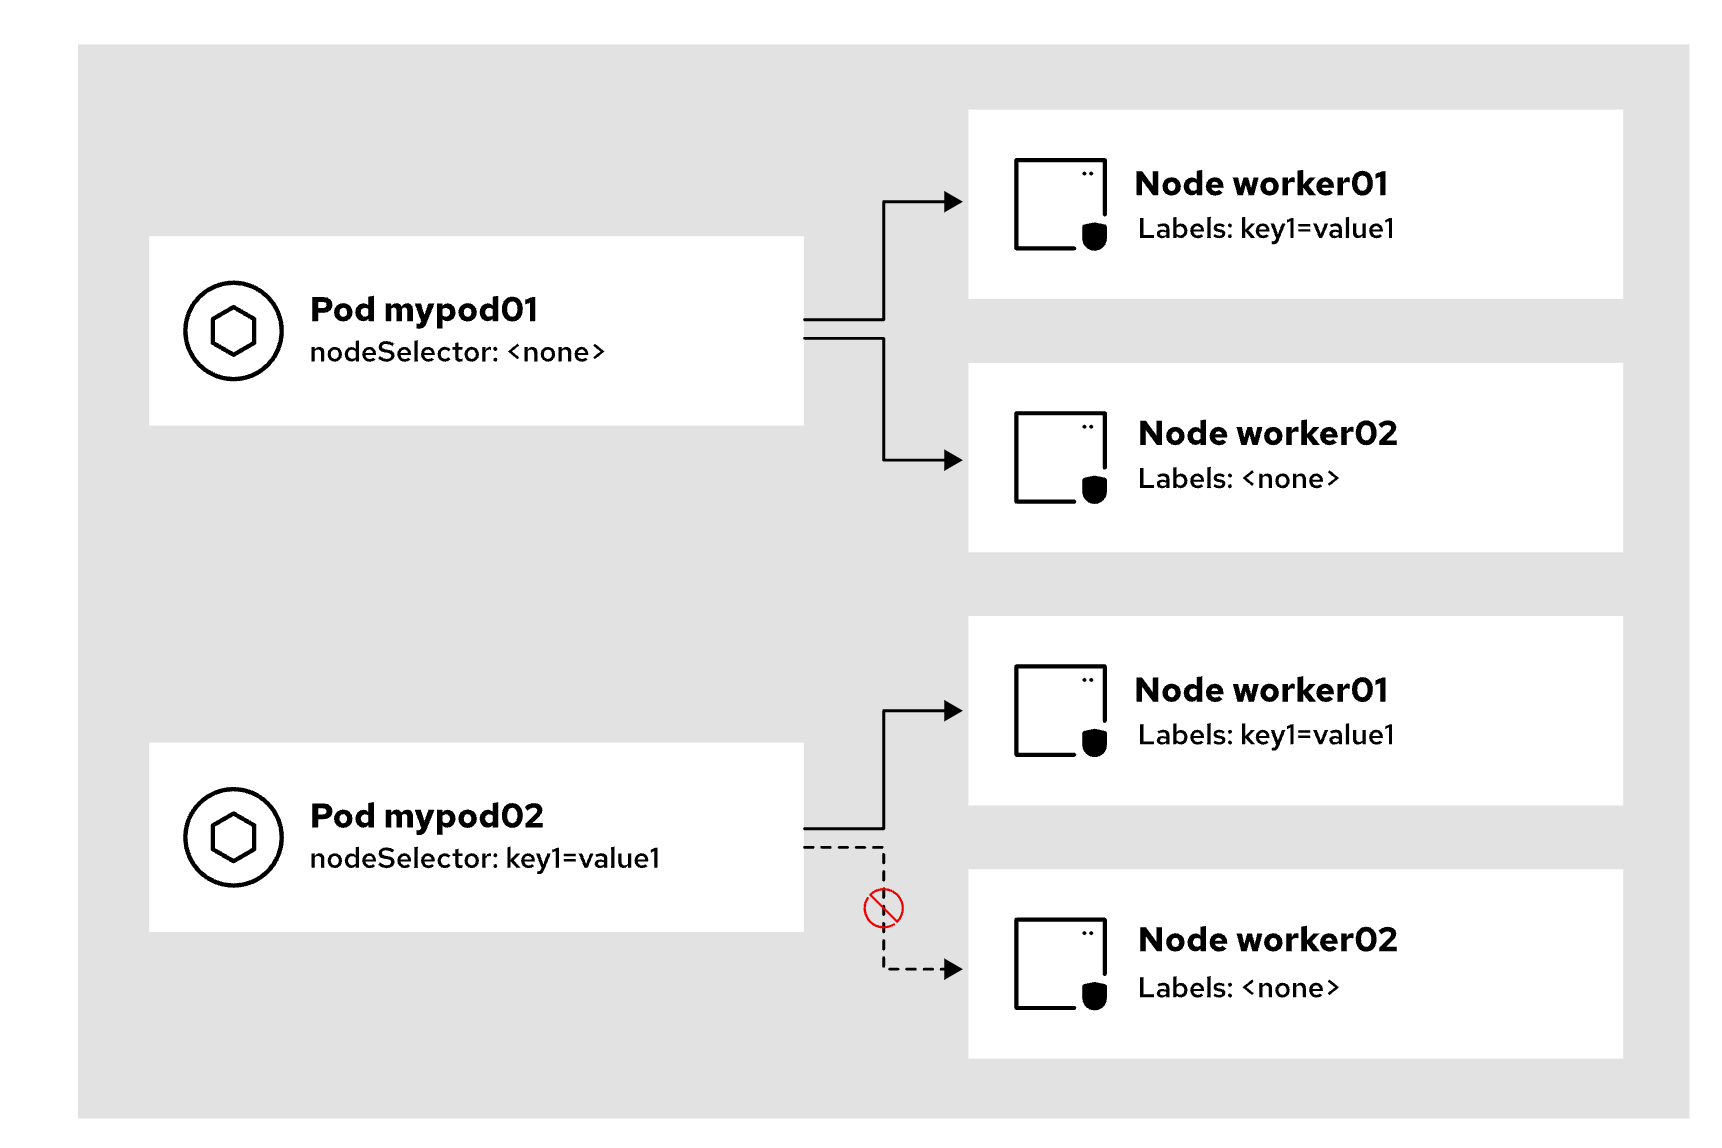 Pod mypod01
nodeSelector: <none>
Node worker01
Labels: key1=value1
Node worker02
Labels: <none>
Pod mypod02
nodeSelector: key1=value1
Node worker01
Labels: key1=value1
Node worker02
Labels: <none>